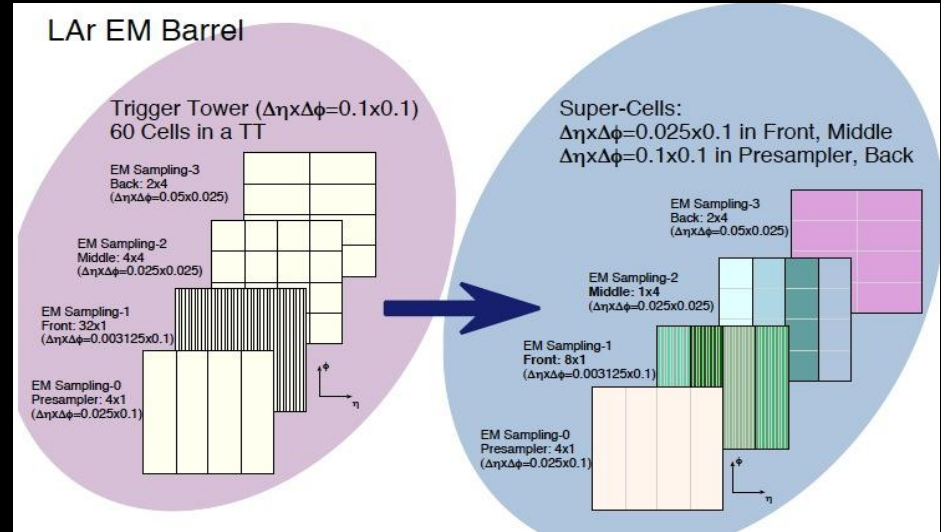 LAr EM Barrel
Trigger Tower (ΔηxΔϕ=0.1x0.1)
60 Cells in a TT
EM Sampling-3
Back: 2x4
(ΔηxΔϕ=0.05x0.025)
EM Sampling-2
Middle: 4x4
(ΔηxΔϕ=0.025x0.025)
EM Sampling-1
Front: 32x1
(ΔηxΔϕ=0.003125x0.1)
EM Sampling-0
Presampler: 4x1
(ΔηxΔϕ=0.025x0.1)
ϕ
η
Super-Cells:
ΔηxΔϕ=0.025x0.1 in Front, Middle
ΔηxΔϕ=0.1x0.1 in Presampler, Back
EM Sampling-3
Back: 2x4
(ΔηxΔϕ=0.05x0.025)
EM Sampling-2
Middle: 1x4
(ΔηxΔϕ=0.025x0.025)
EM Sampling-1
Front: 8x1
(ΔηxΔϕ=0.003125x0.1)
EM Sampling-0
Presampler: 4x1
(ΔηxΔϕ=0.025x0.1)
ϕ
η